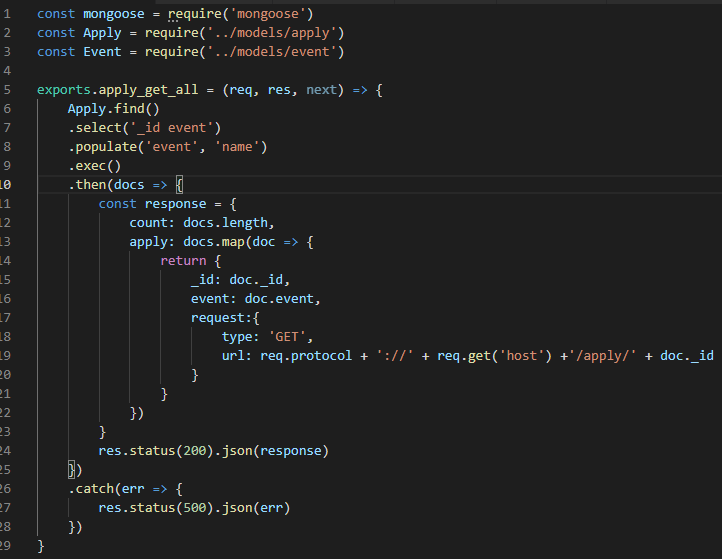 1 const mongoose = require('mongoose')
2 const Apply = require('../models/apply')
3 const Event = require('../models/event')
4
5 exports.apply_get_all = (req, res, next) => {
6     Apply.find()
7     .select('_id event')
8     .populate('event', 'name')
9     .exec()
10     .then(docs => {
11         const response = {
12             count: docs.length,
13             apply: docs.map(doc => {
14                 return {
15                     _id: doc._id,
16                     event: doc.event,
17                     request:{
18                         type: 'GET',
19                         url: req.protocol + '://' + req.get('host') +'/apply/' + doc._id
20                     }
21                 }
22             })
23         }
24         res.status(200).json(response)
25     })
26     .catch(err => {
27         res.status(500).json(err)
28     })
29 }